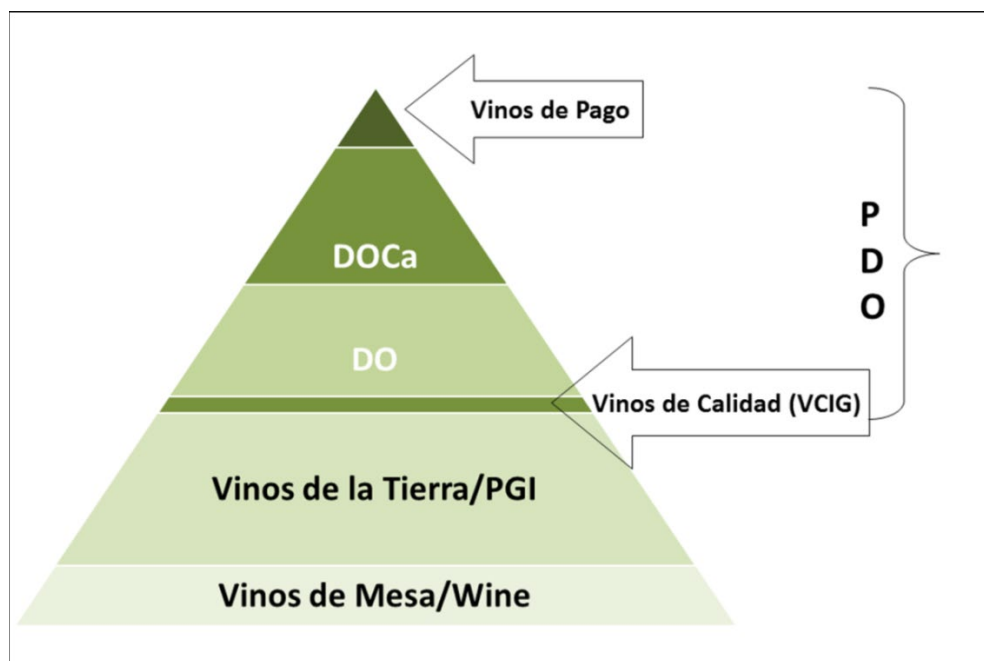 Vinos de Pago
P
D
O
DOCa
DO
Vinos de Calidad (VCIG)
Vinos de la Tierra/PGI
Vinos de Mesa/Wine